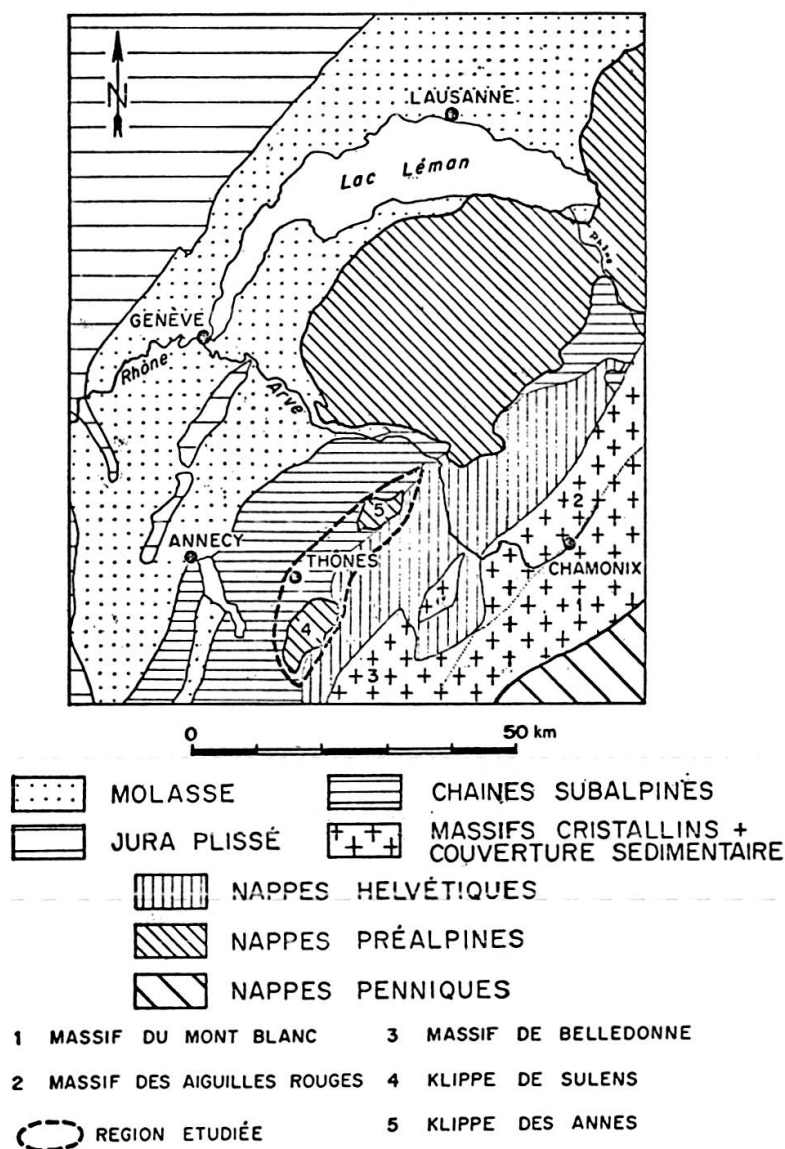 N
LAUSANNE
Lac Léman
Rhône
GENÈVE
Rhône
Arve
5
2
ANNECY
THÔNES
CHAMONIX
1
4
3
0 50 km
MOLASSE CHAINES SUBALPINES
JURA PLISSÉ MASSIFS CRISTALLINS +
COUVERTURE SEDIMENTAIRE
NAPPES HELVÉTIQUES
NAPPES PRÉALPINES
NAPPES PENNIQUES
1 MASSIF DU MONT BLANC 3 MASSIF DE BELLEDONNE
2 MASSIF DES AIGUILLES ROUGES 4 KLIPPE DE SULENS
REGION ETUDIÉE 5 KLIPPE DES ANNES